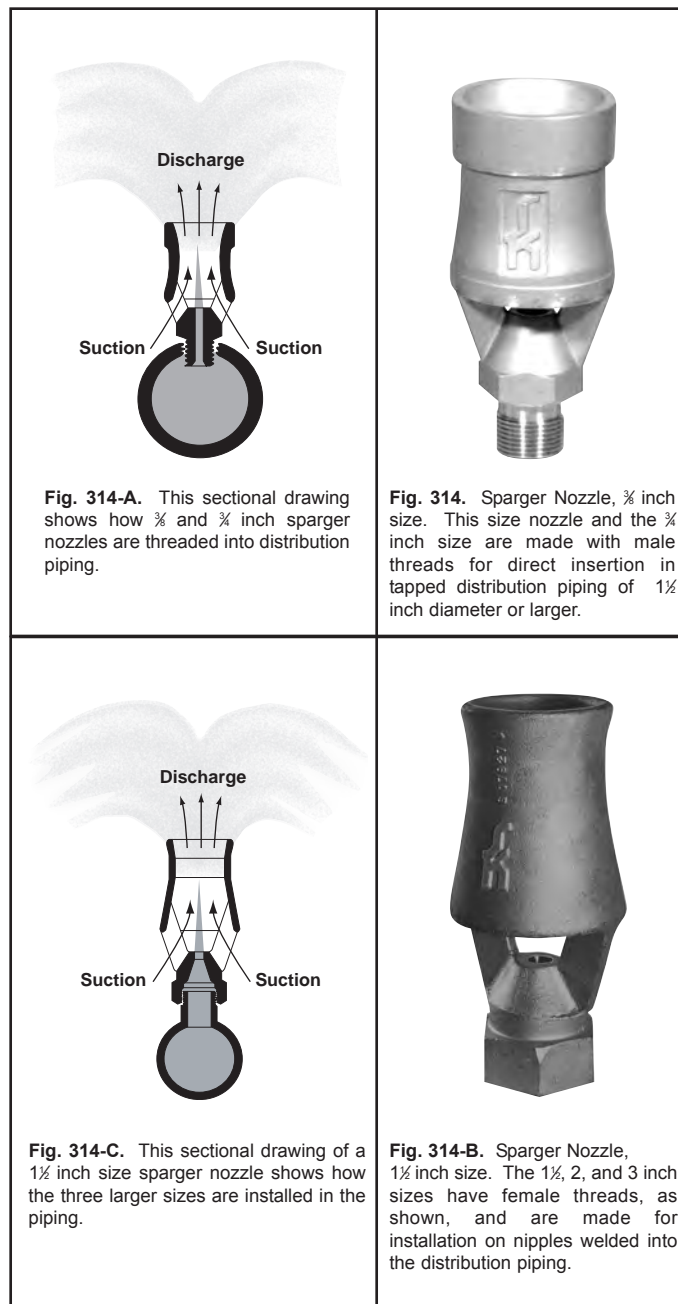 Discharge
Suction
Suction
Fig. 314-A. This sectional drawing
shows how ⅜ and ¾ inch sparger
nozzles are threaded into distribution
piping.
Fig. 314. Sparger Nozzle, ⅜ inch
size. This size nozzle and the ¾
inch size are made with male
threads for direct insertion in
tapped distribution piping of 1½
inch diameter or larger.
Discharge
Suction
Suction
Fig. 314-C. This sectional drawing of a
1½ inch size sparger nozzle shows how
the three larger sizes are installed in the
piping.
Fig. 314-B. Sparger Nozzle,
1½ inch size. The 1½, 2, and 3 inch
sizes have female threads, as
shown, and are made for
installation on nipples welded into
the distribution piping.